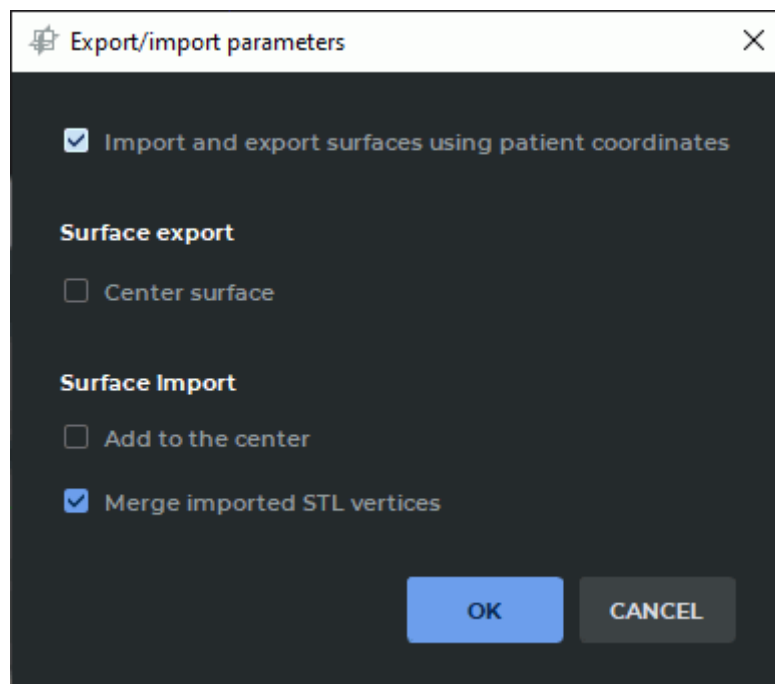 Export/import parameters
Import and export surfaces using patient coordinates
Surface export
Center surface
Surface Import
Add to the center
Merge imported STL vertices
OK CANCEL